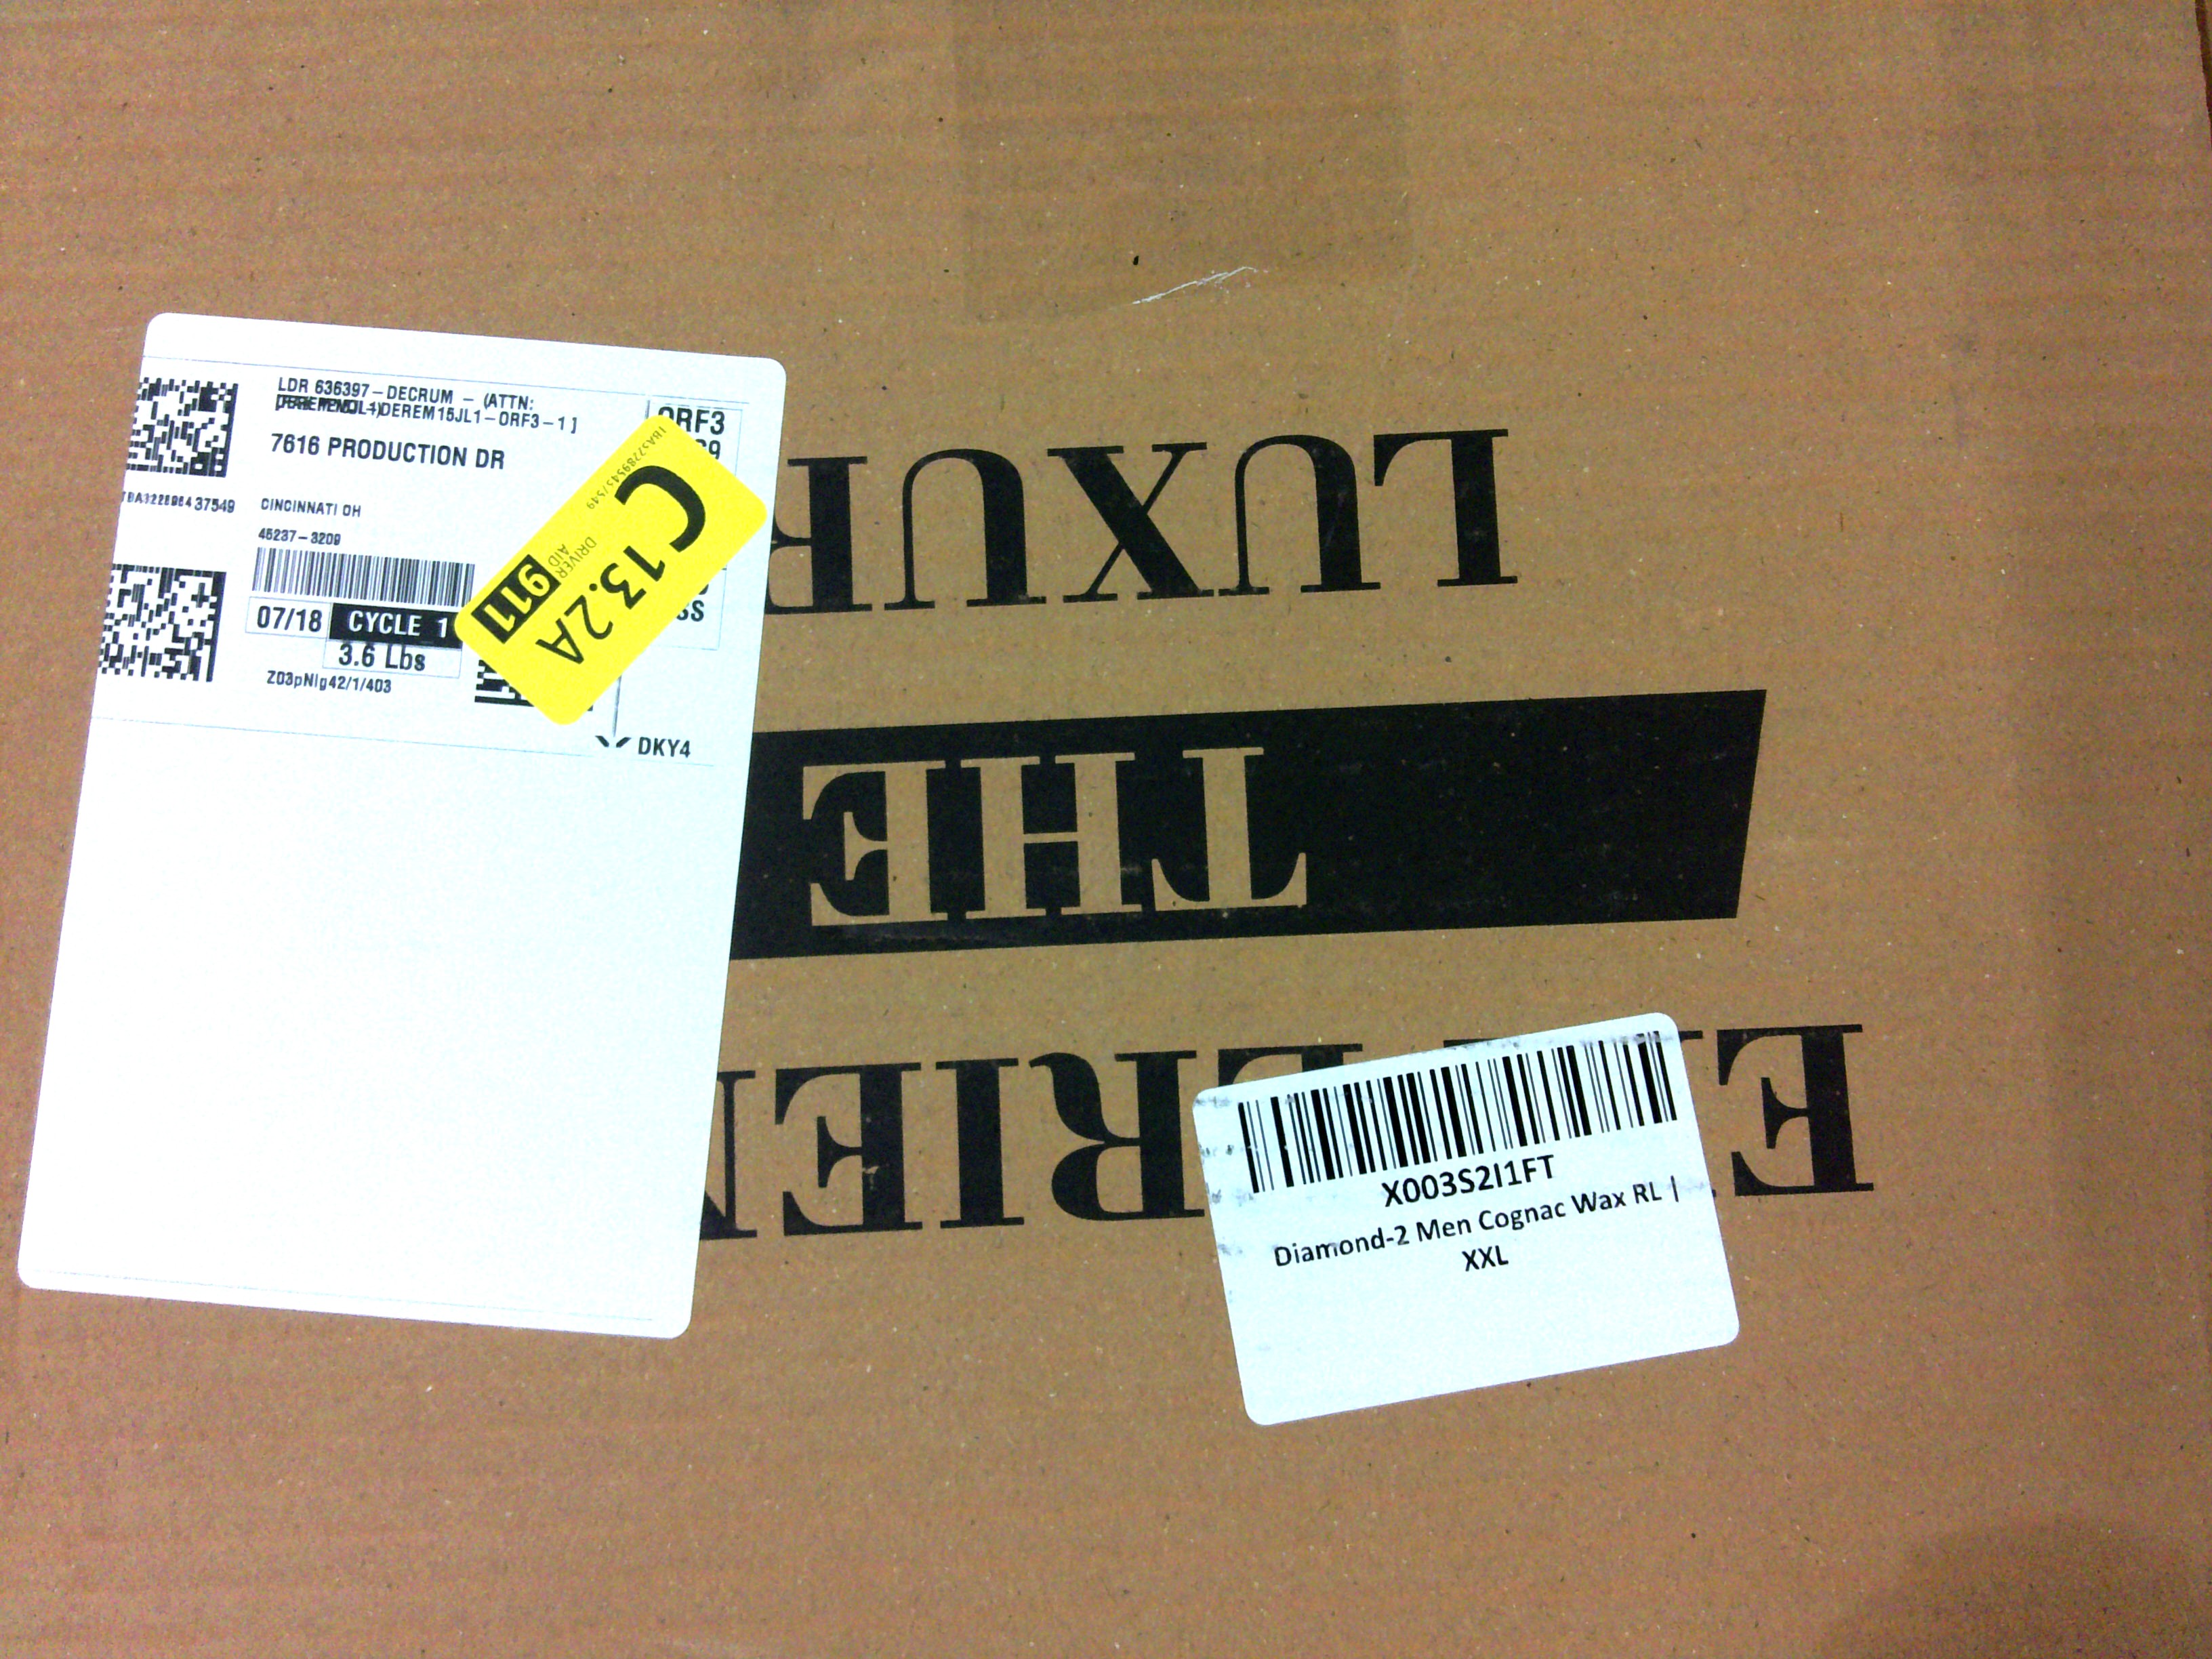 LDR 636397-DECRUM - (ATTN:
DEREM15JL1-ORF3-1]
7616 PRODUCTION DR
CINCINNATI OH
45237-3209
07/18 CYCLE 1
3.6 Lbs
Z03pNlg42/1/403
ORF3
DKY4
C
13.2A
DRIVER
AID
911
LUXUR
THE
E ERIEN
X003S2I1FT
Diamond-2 Men Cognac Wax RL |
XXL